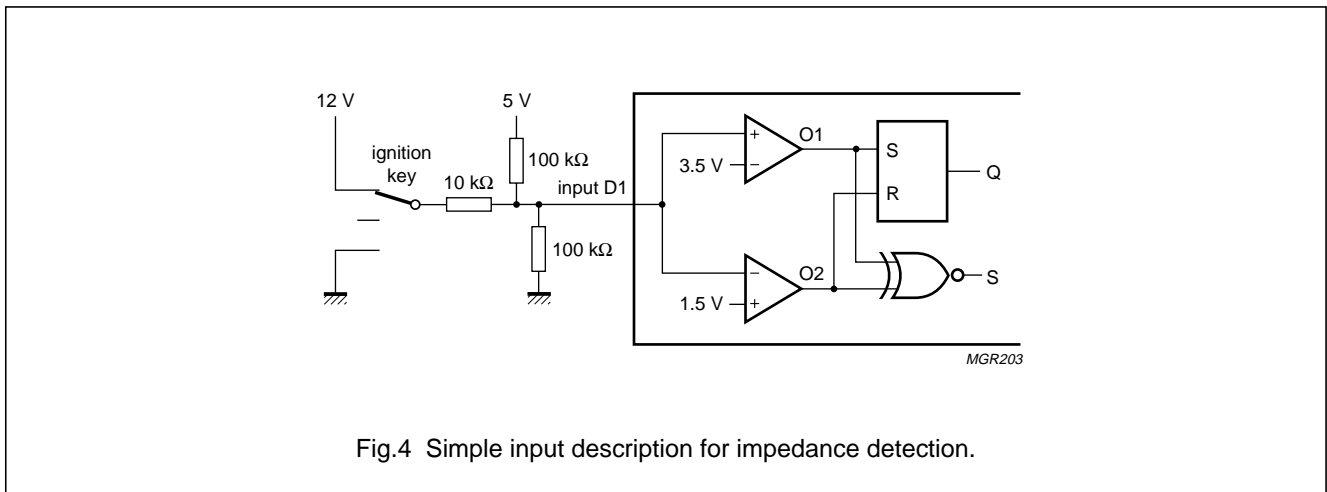 12 V
5 V
ignition
key
10 kΩ
100 kΩ
input D1
100 kΩ
3.5 V
+
−
O1
1.5 V
−
+
O2
S
R
Q
S
MGR203
Fig.4 Simple input description for impedance detection.